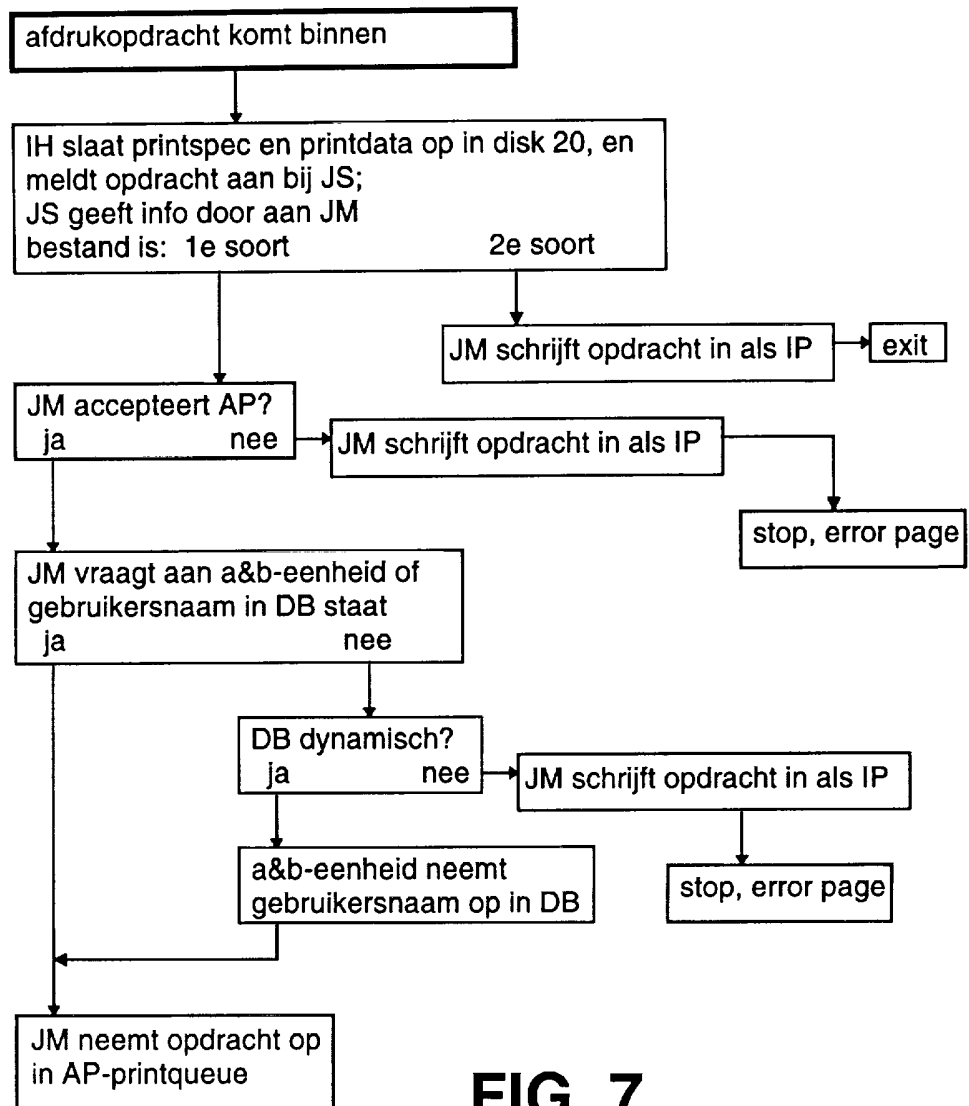 afdrukopdracht komt binnen
IH slaat printspec en printdata op in disk 20, en
meldt opdracht aan bij JS;
JS geeft info door aan JM
bestand is: 1e soort 2e soort
JM schrijft opdracht in als IP
exit
JM accepteert AP?
ja nee
JM schrijft opdracht in als IP
stop, error page
JM vraagt aan a&b-eenheid of
gebruikersnaam in DB staat
ja nee
DB dynamisch?
ja nee
JM schrijft opdracht in als IP
a&b-eenheid neemt
gebruikersnaam op in DB
stop, error page
JM neemt opdracht op
in AP-printqueue
FIG. 7